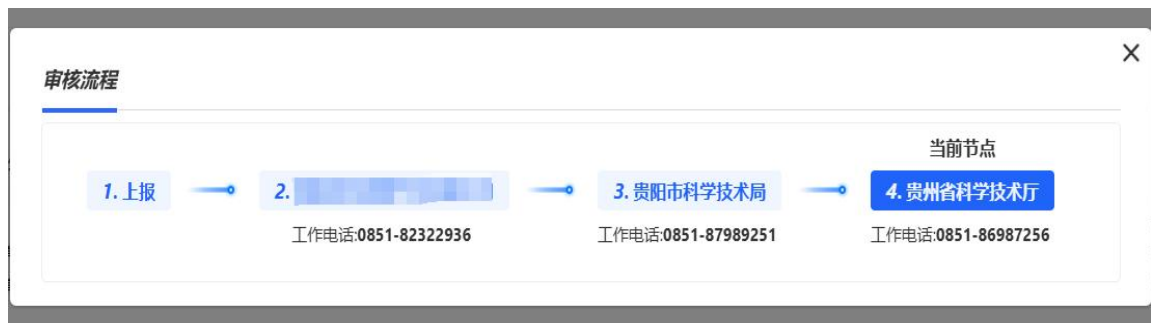 审核流程
当前节点
1. 上报
2.
3. 贵阳市科学技术局
4. 贵州省科学技术厅
工作电话:0851-82322936
工作电话:0851-87989251
工作电话:0851-86987256